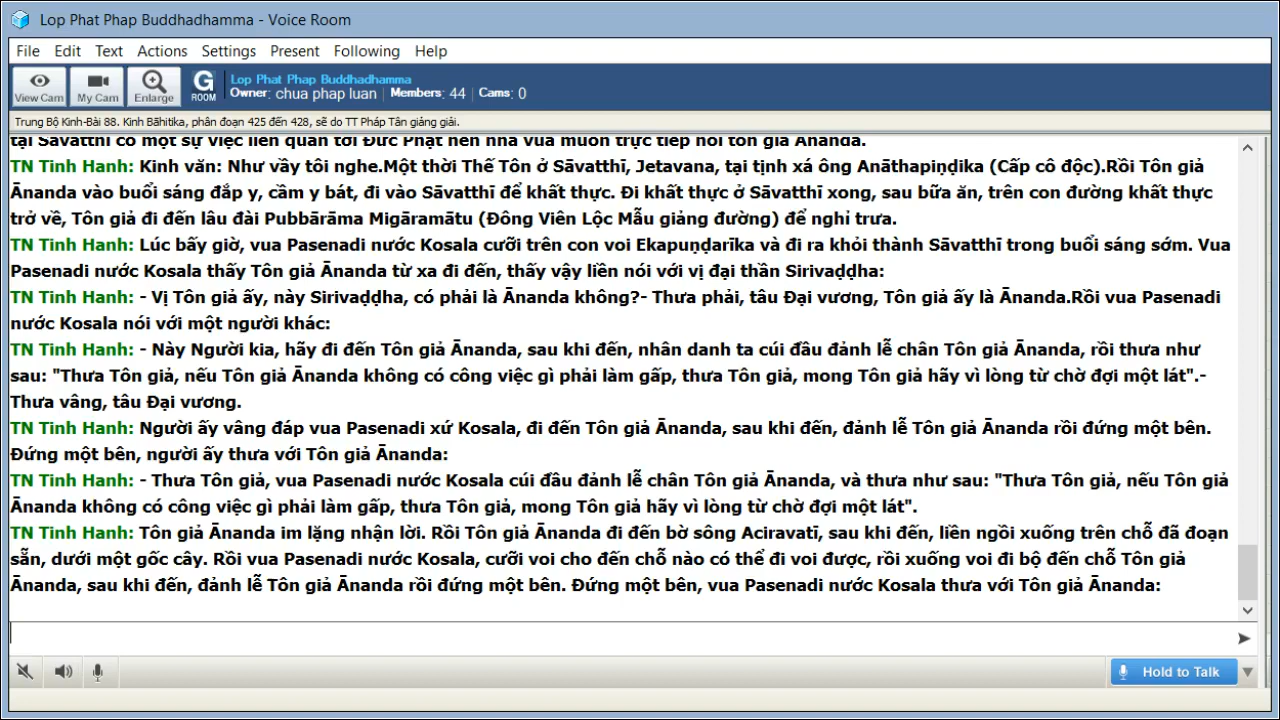 Lop Phat Phap Buddhadhamma - Voice Room
File Edit Text Actions Settings Present Following Help
View Cam My Cam Enlarge G ROOM
Lop Phat Phap Buddhadhamma
Owner: chua phap luan | Members: 44 | Cams: 0
Trung Bộ Kinh-Bài 88. Kinh Bāhitika, phân đoạn 425 đến 428, sẽ do TT Pháp Tân giảng giải.
tại Sāvatthi có một sự việc liên quan tới Đức Phật nên nhà vua muốn trực tiếp hỏi tôn giả Ānanda.
TN Tinh Hanh: Kinh văn: Như vầy tôi nghe.Một thời Thế Tôn ở Sāvatthī, Jetavana, tại tịnh xá ông Anāthapiṇḍika (Cấp cô độc).Rồi Tôn giả
Ānanda vào buổi sáng đắp y, cầm y bát, đi vào Sāvatthī để khất thực. Đi khất thực ở Sāvatthī xong, sau bữa ăn, trên con đường khất thực
trở về, Tôn giả đi đến lâu đài Pubbārāma Migāramātu (Đông Viên Lộc Mẫu giảng đường) để nghỉ trưa.
TN Tinh Hanh: Lúc bấy giờ, vua Pasenadi nước Kosala cưỡi trên con voi Ekapuṇḍarīka và đi ra khỏi thành Sāvatthī trong buổi sáng sớm. Vua
Pasenadi nước Kosala thấy Tôn giả Ānanda từ xa đi đến, thấy vậy liền nói với vị đại thần Sirivaḍḍha:
TN Tinh Hanh: - Vị Tôn giả ấy, này Sirivaḍḍha, có phải là Ānanda không?- Thưa phải, tâu Đại vương, Tôn giả ấy là Ānanda.Rồi vua Pasenadi
nước Kosala nói với một người khác:
TN Tinh Hanh: - Này Người kia, hãy đi đến Tôn giả Ānanda, sau khi đến, nhân danh ta cúi đầu đảnh lễ chân Tôn giả Ānanda, rồi thưa như
sau: "Thưa Tôn giả, nếu Tôn giả Ānanda không có công việc gì phải làm gấp, thưa Tôn giả, mong Tôn giả hãy vì lòng từ chờ đợi một lát".-
Thưa vâng, tâu Đại vương.
TN Tinh Hanh: Người ấy vâng đáp vua Pasenadi xứ Kosala, đi đến Tôn giả Ānanda, sau khi đến, đảnh lễ Tôn giả Ānanda rồi đứng một bên.
Đứng một bên, người ấy thưa với Tôn giả Ānanda:
TN Tinh Hanh: - Thưa Tôn giả, vua Pasenadi nước Kosala cúi đầu đảnh lễ chân Tôn giả Ānanda, và thưa như sau: "Thưa Tôn giả, nếu Tôn giả
Ānanda không có công việc gì phải làm gấp, thưa Tôn giả, mong Tôn giả hãy vì lòng từ chờ đợi một lát".
TN Tinh Hanh: Tôn giả Ānanda im lặng nhận lời. Rồi Tôn giả Ānanda đi đến bờ sông Aciravatī, sau khi đến, liền ngồi xuống trên chỗ đã đoạn
sẵn, dưới một gốc cây. Rồi vua Pasenadi nước Kosala, cưỡi voi cho đến chỗ nào có thể đi voi được, rồi xuống voi đi bộ đến chỗ Tôn giả
Ānanda, sau khi đến, đảnh lễ Tôn giả Ānanda rồi đứng một bên. Đứng một bên, vua Pasenadi nước Kosala thưa với Tôn giả Ānanda:
Hold to Talk